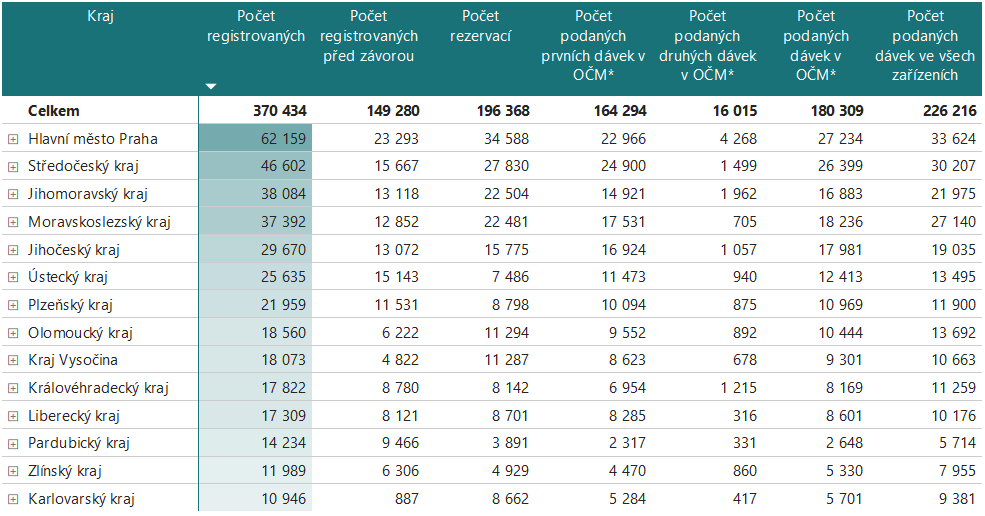 Kraj Počet registrovaných Počet registrovaných před závorou Počet rezervací Počet podaných prvních dávek v OČM* Počet podaných druhých dávek v OČM* Počet podaných dávek v OČM* Počet podaných dávek ve všech zařízeních
Celkem 370 434 149 280 196 368 164 294 16 015 180 309 226 216
Hlavní město Praha 62 159 23 293 34 588 22 966 4 268 27 234 33 624
Středočeský kraj 46 602 15 667 27 830 24 900 1 499 26 399 30 207
Jihomoravský kraj 38 084 13 118 22 504 14 921 1 962 16 883 21 975
Moravskoslezský kraj 37 392 12 852 22 481 17 531 705 18 236 27 140
Jihočeský kraj 29 670 13 072 15 775 16 924 1 057 17 981 19 035
Ústecký kraj 25 635 15 143 7 486 11 473 940 12 413 13 495
Plzeňský kraj 21 959 11 531 8 798 10 094 875 10 969 11 900
Olomoucký kraj 18 560 6 222 11 294 9 552 892 10 444 13 692
Kraj Vysočina 18 073 4 822 11 287 8 623 678 9 301 10 663
Královéhradecký kraj 17 822 8 780 8 142 6 954 1 215 8 169 11 259
Liberecký kraj 17 309 8 121 8 701 8 285 316 8 601 10 176
Pardubický kraj 14 234 9 466 3 891 2 317 331 2 648 5 714
Zlínský kraj 11 989 6 306 4 929 4 470 860 5 330 7 955
Karlovarský kraj 10 946 887 8 662 5 284 417 5 701 9 381